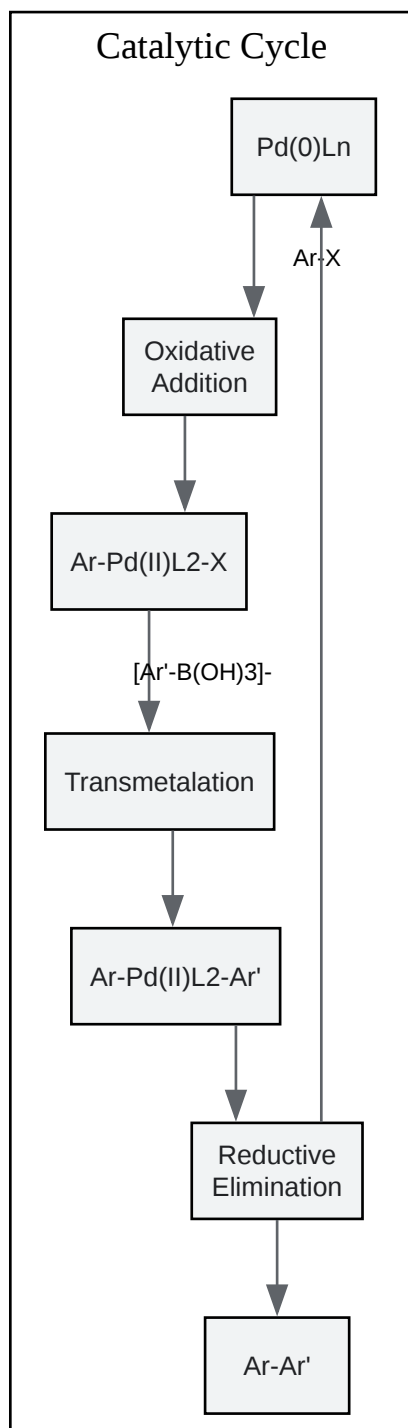 Catalytic Cycle
Pd(0)Ln
Ar-X
Oxidative
Addition
Ar-Pd(II)L2-X
[Ar'-B(OH)3]-
Transmetalation
Ar-Pd(II)L2-Ar'
Reductive
Elimination
Ar-Ar'